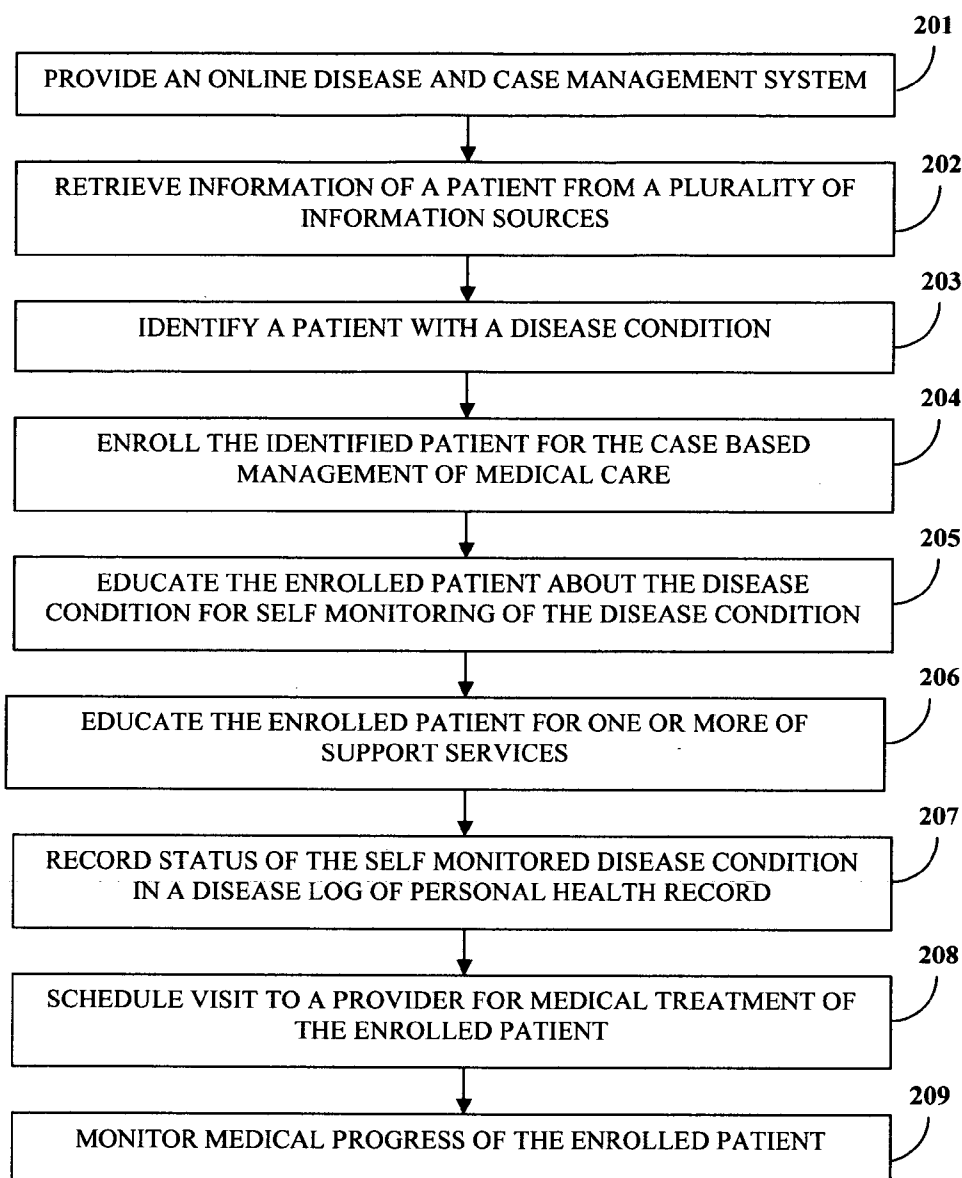 201
PROVIDE AN ONLINE DISEASE AND CASE MANAGEMENT SYSTEM
202
RETRIEVE INFORMATION OF A PATIENT FROM A PLURALITY OF
INFORMATION SOURCES
203
IDENTIFY A PATIENT WITH A DISEASE CONDITION
204
ENROLL THE IDENTIFIED PATIENT FOR THE CASE BASED
MANAGEMENT OF MEDICAL CARE
205
EDUCATE THE ENROLLED PATIENT ABOUT THE DISEASE
CONDITION FOR SELF MONITORING OF THE DISEASE CONDITION
206
EDUCATE THE ENROLLED PATIENT FOR ONE OR MORE OF
SUPPORT SERVICES
207
RECORD STATUS OF THE SELF MONITORED DISEASE CONDITION
IN A DISEASE LOG OF PERSONAL HEALTH RECORD
208
SCHEDULE VISIT TO A PROVIDER FOR MEDICAL TREATMENT OF
THE ENROLLED PATIENT
209
MONITOR MEDICAL PROGRESS OF THE ENROLLED PATIENT